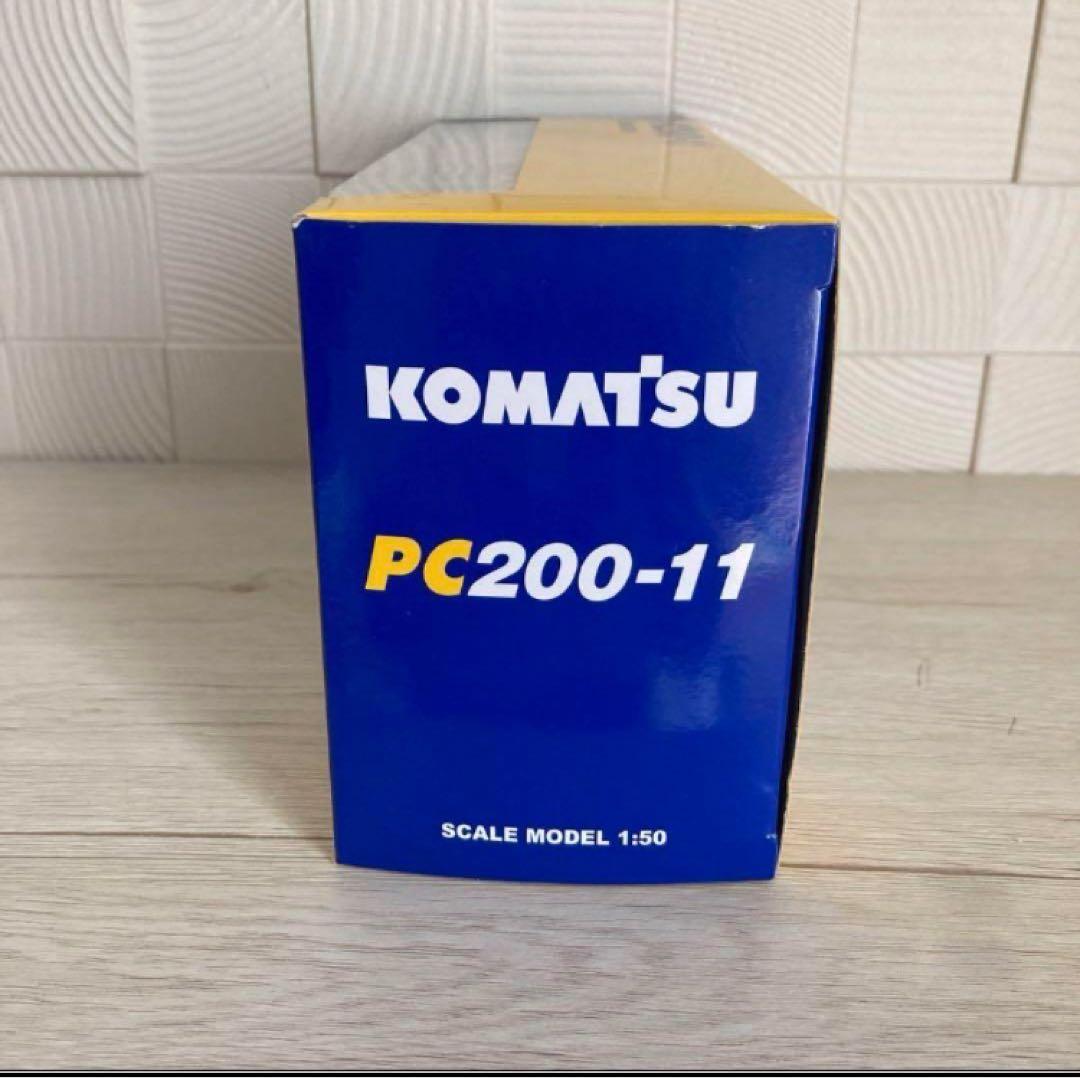 KOMATSU
PC200-11
SCALE MODEL 1:50